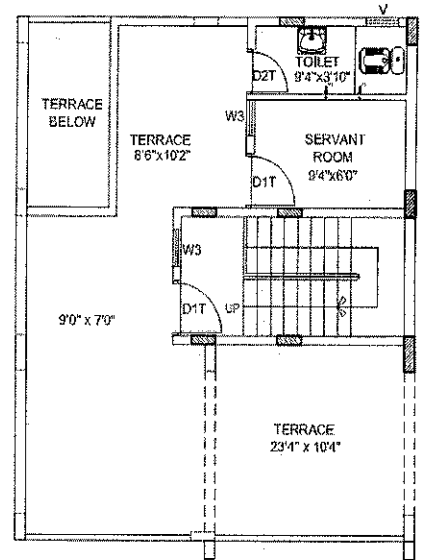 V
TOILET
9'4"x3'10"
D2T
TERRACE
BELOW
TERRACE
8'6"x10'2"
W3
SERVANT
ROOM
9'4"x6'0"
D1T
W3
D1T
UP
9'0" x 7'0"
TERRACE
23'4" x 10'4"